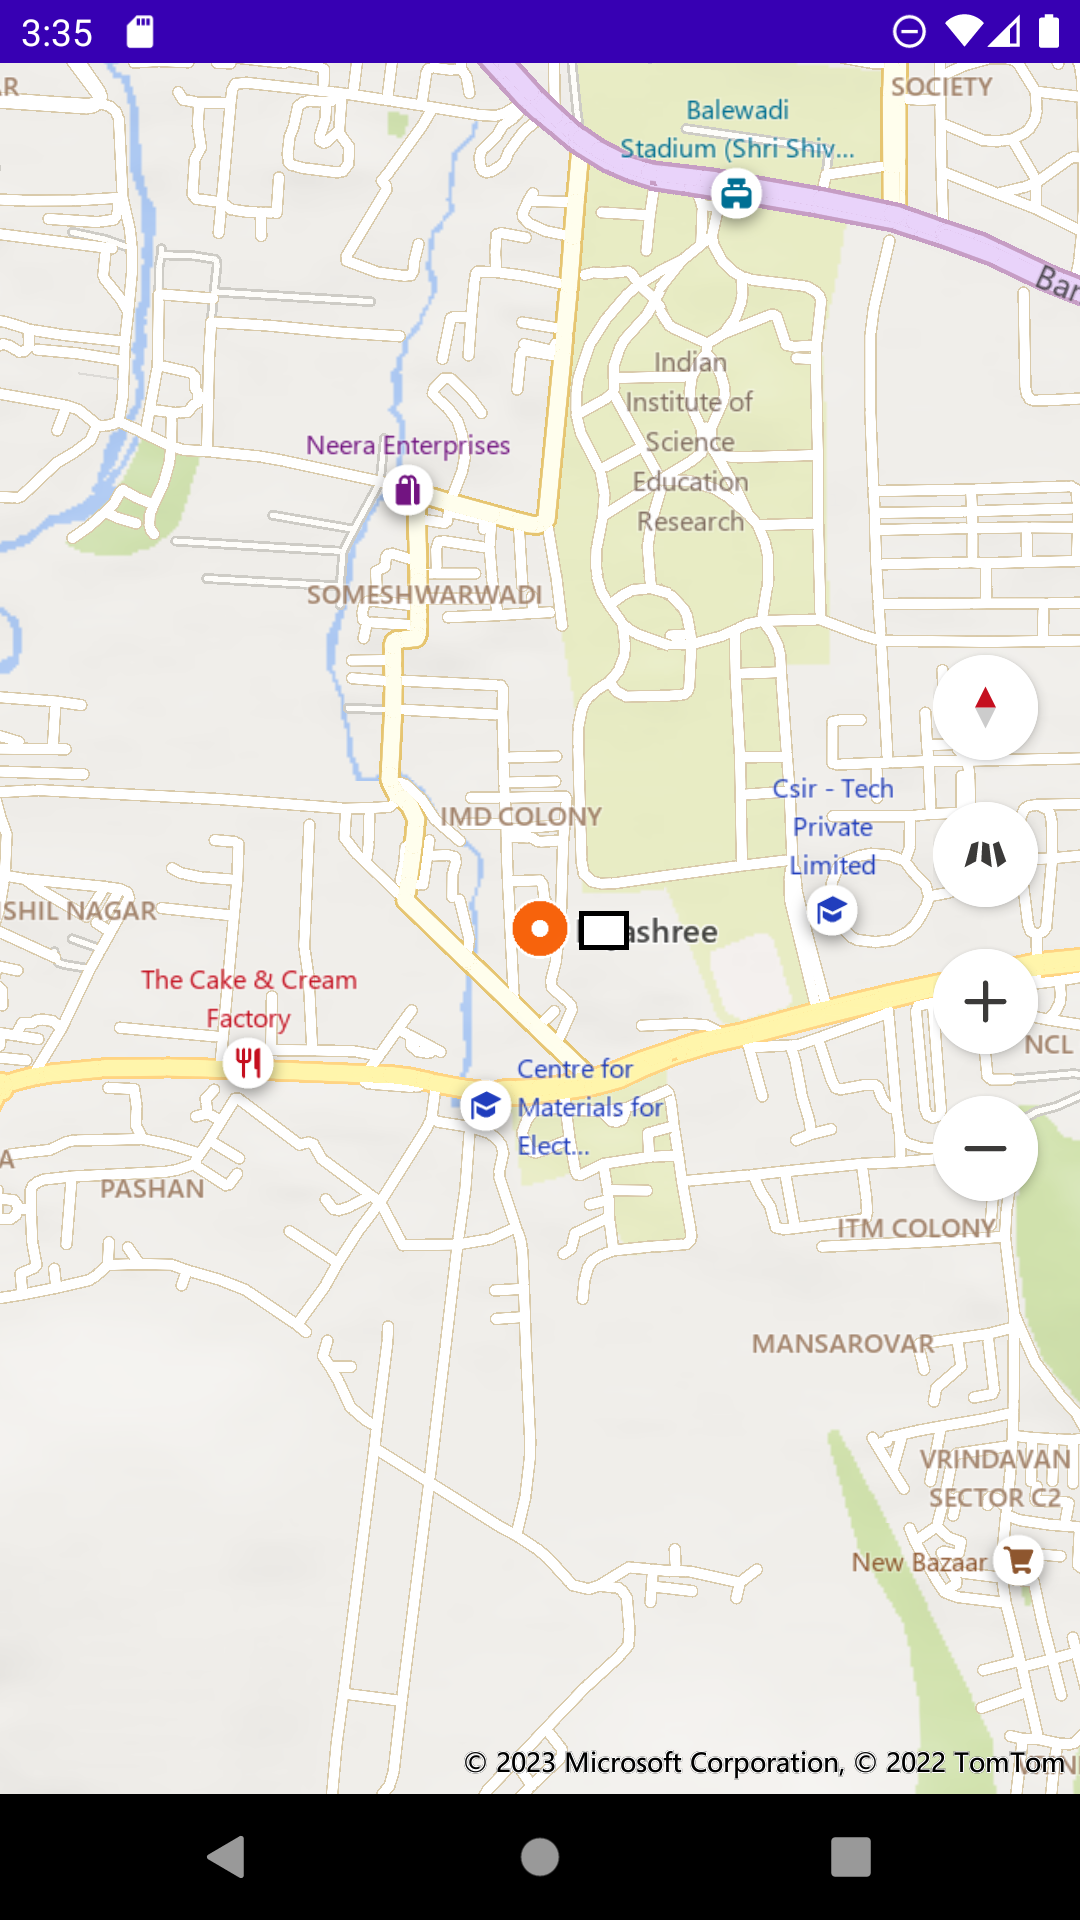 3:35
SOCIETY
Balewadi
Stadium (Shri Shiv...
Indian
Institute of
Science
Education
Research
Neera Enterprises
SOMESHWARWADI
Csir - Tech
Private
Limited
IMD COLONY
SHIL NAGAR
ashree
The Cake & Cream
Factory
NCL
Centre for
Materials for
Elect...
A
PASHAN
ITM COLONY
MANSAROVAR
VRINDAVAN
SECTOR C2
New Bazaar
© 2023 Microsoft Corporation, © 2022 TomTom